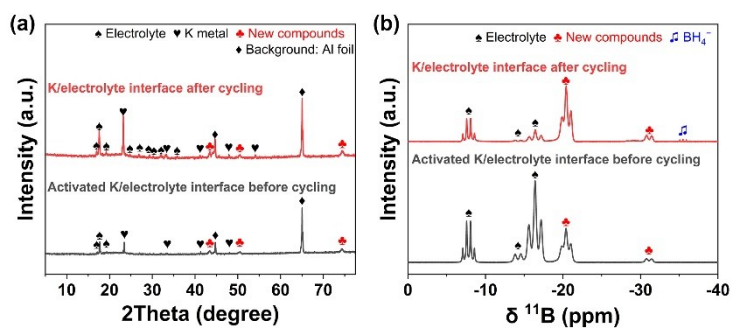 (a)
♠ Electrolyte ♥ K metal ♣ New compounds
♦ Background: Al foil
K/electrolyte interface after cycling
Activated K/electrolyte interface before cycling
Intensity (a.u.)
10 20 30 40 50 60 70
2Theta (degree)
(b)
♠ Electrolyte ♣ New compounds ♫ BH₄⁻
K/electrolyte interface after cycling
Activated K/electrolyte interface before cycling
Intensity (a.u.)
0 -10 -20 -30 -40
δ ¹¹B (ppm)